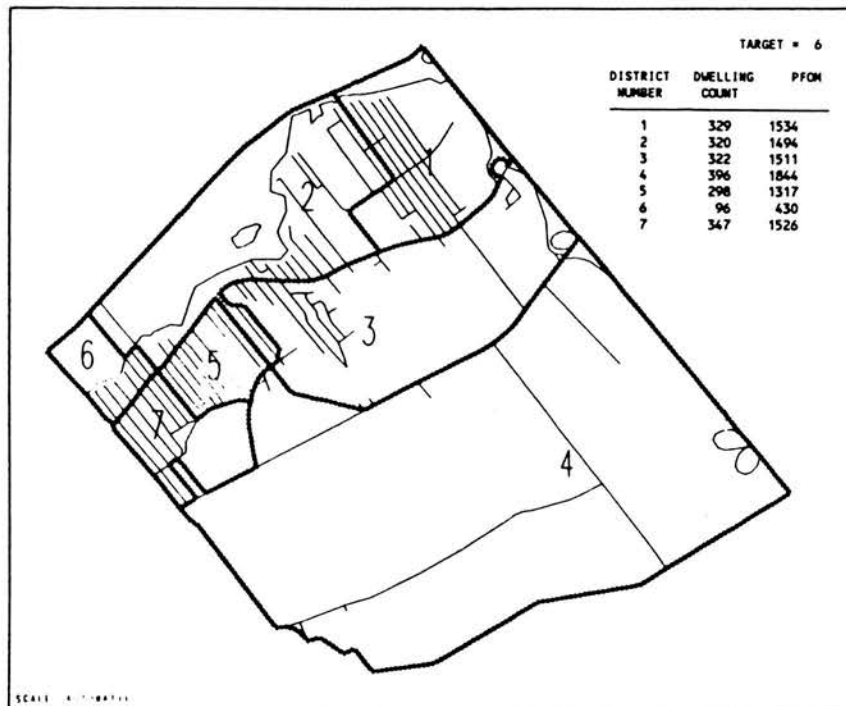 TARGET = 6
DISTRICT NUMBER DWELLING COUNT PFOM
1 329 1534
2 320 1494
3 322 1511
4 396 1844
5 298 1317
6 96 430
7 347 1526
1
2
3
6
5
7
4
SCALE